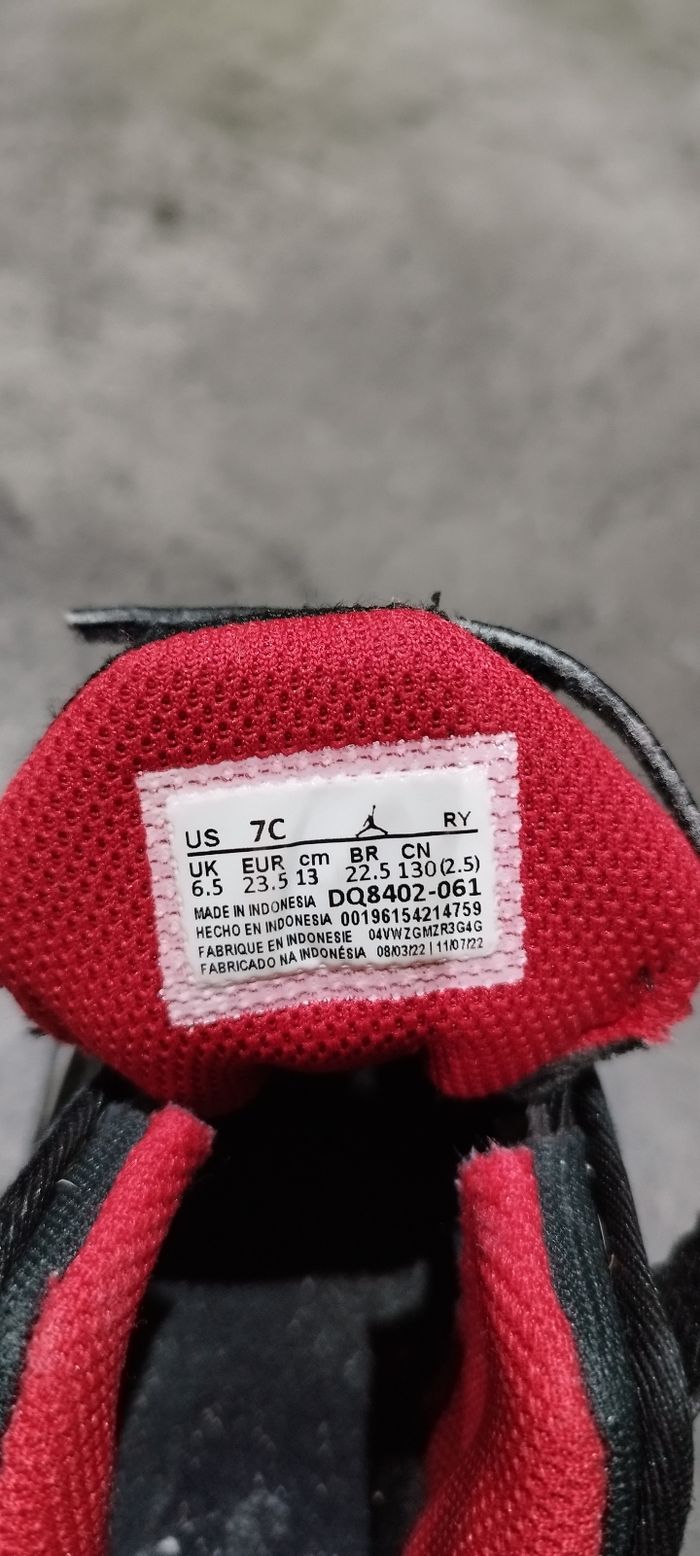 US 7C RY
UK EUR cm BR CN
6.5 23.5 13 22.5 130(2.5)
MADE IN INDONESIA DQ8402-061
HECHO EN INDONESIA 00196154214759
FABRIQUE EN INDONESIE 04VWZGMZR3G4G
FABRICADO NA INDONÉSIA 08/03/22 | 11/07/22